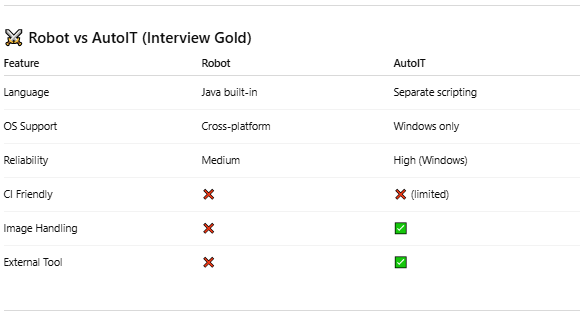 ⚔️ Robot vs AutoIT (Interview Gold)
Feature Robot AutoIT
Language Java built-in Separate scripting
OS Support Cross-platform Windows only
Reliability Medium High (Windows)
CI Friendly ❌ ❌ (limited)
Image Handling ❌ ✅
External Tool ❌ ✅